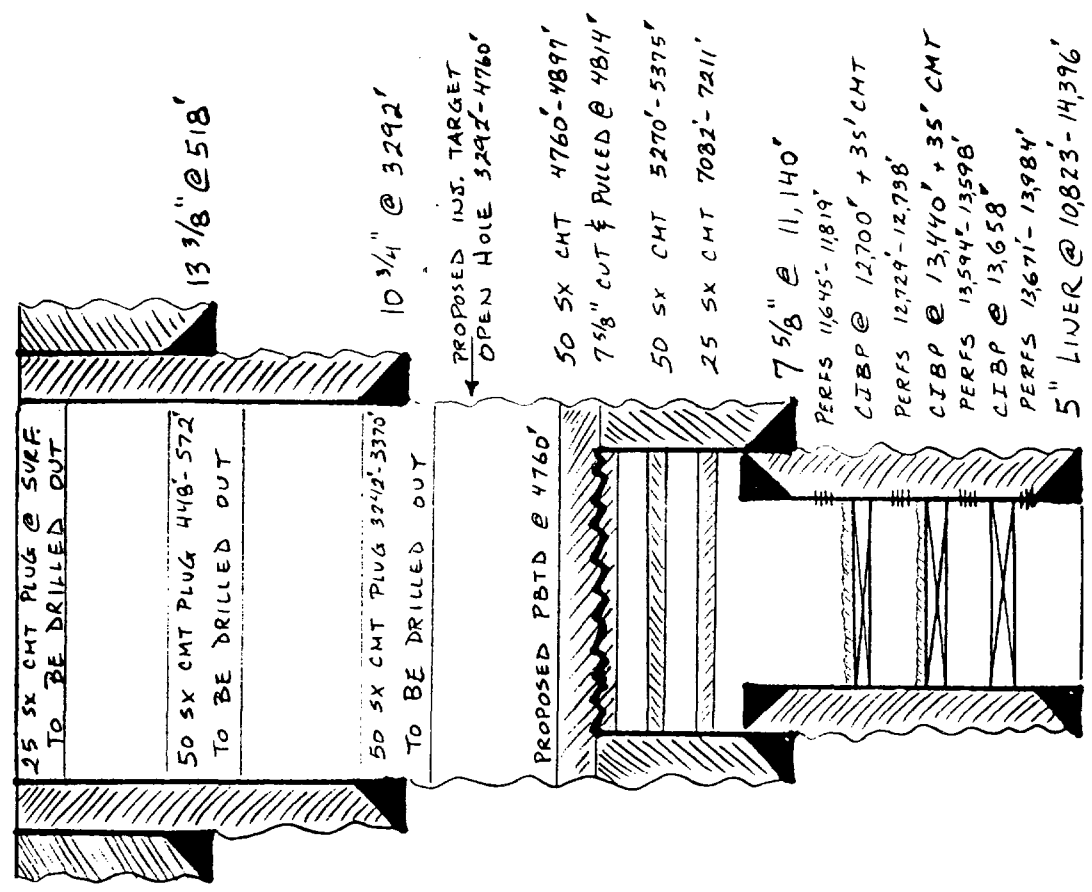 25 SX CMT PLUG @ SURF.
TO BE DRILLED OUT
13 3/8" @ 518'
50 SX CMT PLUG 448'-572'
TO BE DRILLED OUT
10 3/4" @ 3292'
50 SX CMT PLUG 3242'-3370'
TO BE DRILLED OUT
PROPOSED INJ. TARGET
OPEN HOLE 3292'-4760'
PROPOSED PBTD @ 4760'
50 SX CMT 4760'-4897'
7 5/8" CUT & PULLED @ 4814'
50 SX CMT 5270'-5375'
25 SX CMT 7082'-7211'
7 5/8" @ 11,140'
PERFS 11,645'-11,819'
CIBP @ 12,700' + 35' CMT
PERFS 12,729'-12,738'
CIBP @ 13,440' + 35' CMT
PERFS 13,594'-13,598'
CIBP @ 13,658'
PERFS 13,671'-13,984'
5" LINER @ 10,823'-14,396'